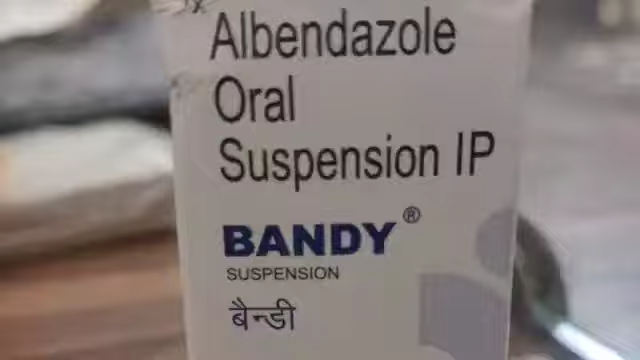 Albendazole
Oral
Suspension IP
BANDY®
SUSPENSION
बैन्डी